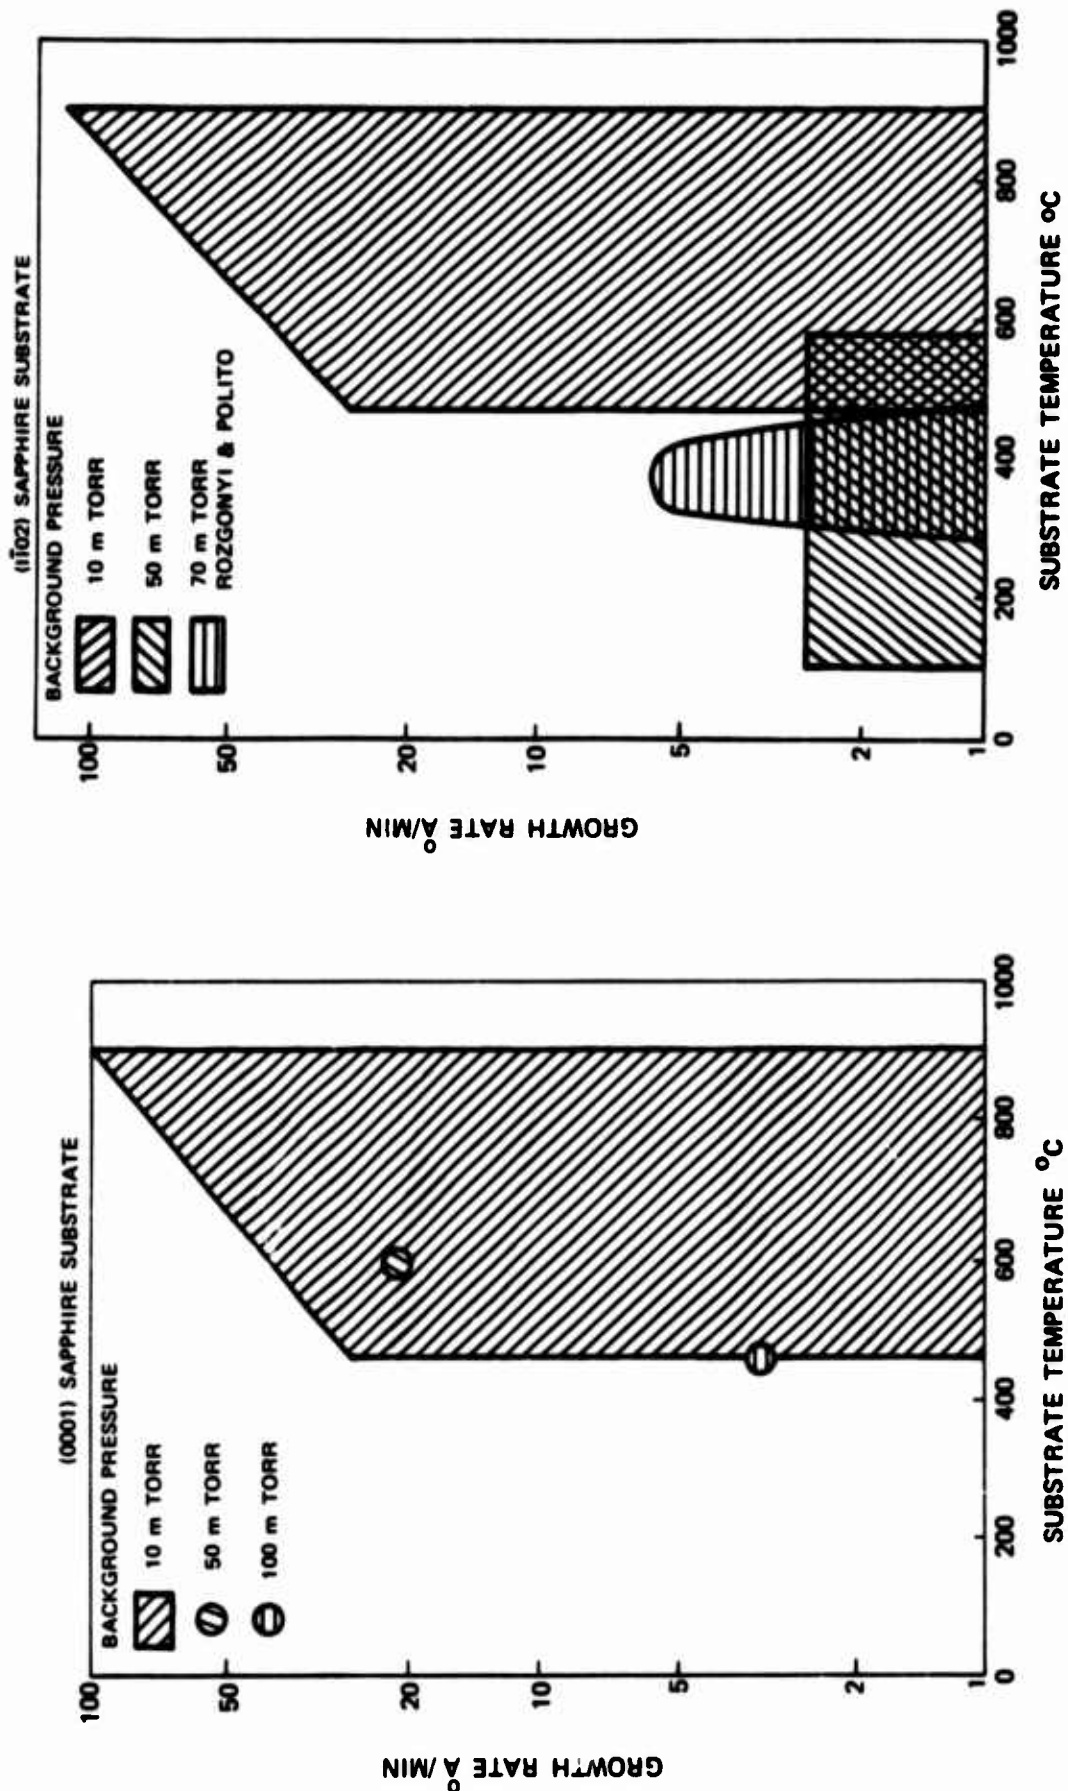 (0001) SAPPHIRE SUBSTRATE
BACKGROUND PRESSURE
10 m TORR
50 m TORR
100 m TORR
GROWTH RATE Å/MIN
100
50
20
10
5
2
1
0
200
400
600
800
1000
SUBSTRATE TEMPERATURE °C
(11̄02) SAPPHIRE SUBSTRATE
BACKGROUND PRESSURE
10 m TORR
50 m TORR
70 m TORR
ROZGONYI & POLITO
GROWTH RATE Å/MIN
100
50
20
10
5
2
1
0
200
400
600
800
1000
SUBSTRATE TEMPERATURE °C